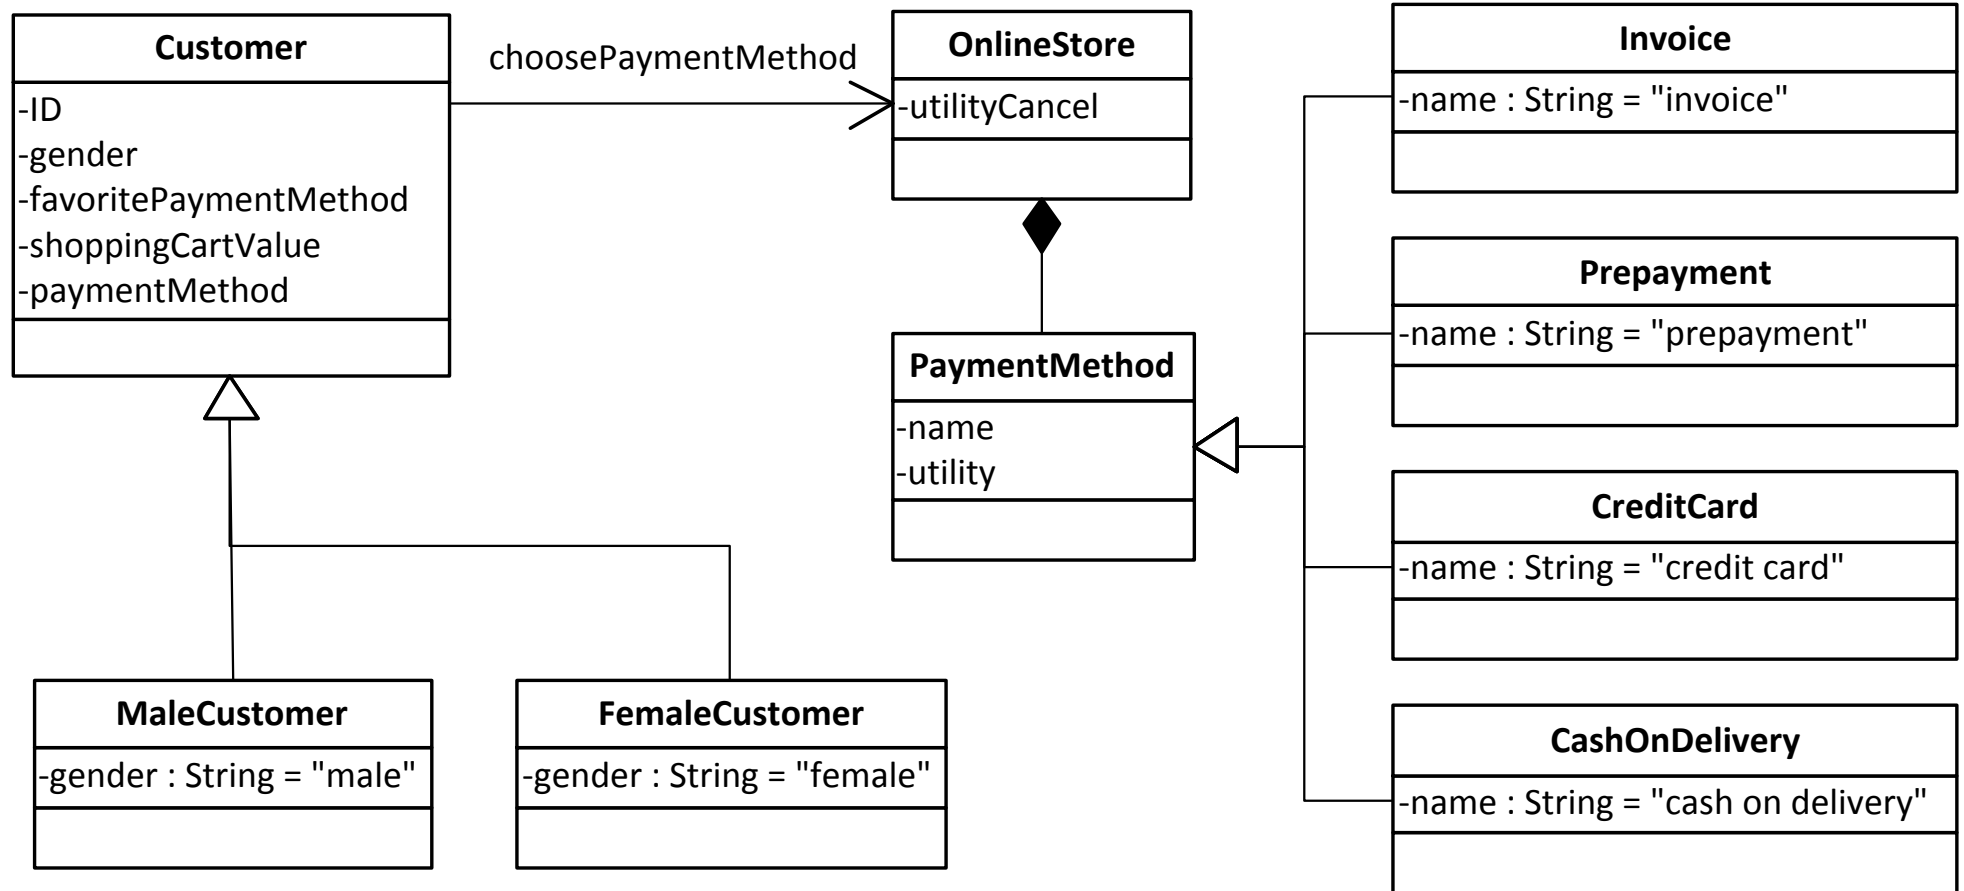 Customer
-ID
-gender
-favoritePaymentMethod
-shoppingCartValue
-paymentMethod
choosePaymentMethod
OnlineStore
-utilityCancel
PaymentMethod
-name
-utility
Invoice
-name : String = "invoice"
Prepayment
-name : String = "prepayment"
CreditCard
-name : String = "credit card"
CashOnDelivery
-name : String = "cash on delivery"
MaleCustomer
-gender : String = "male"
FemaleCustomer
-gender : String = "female"